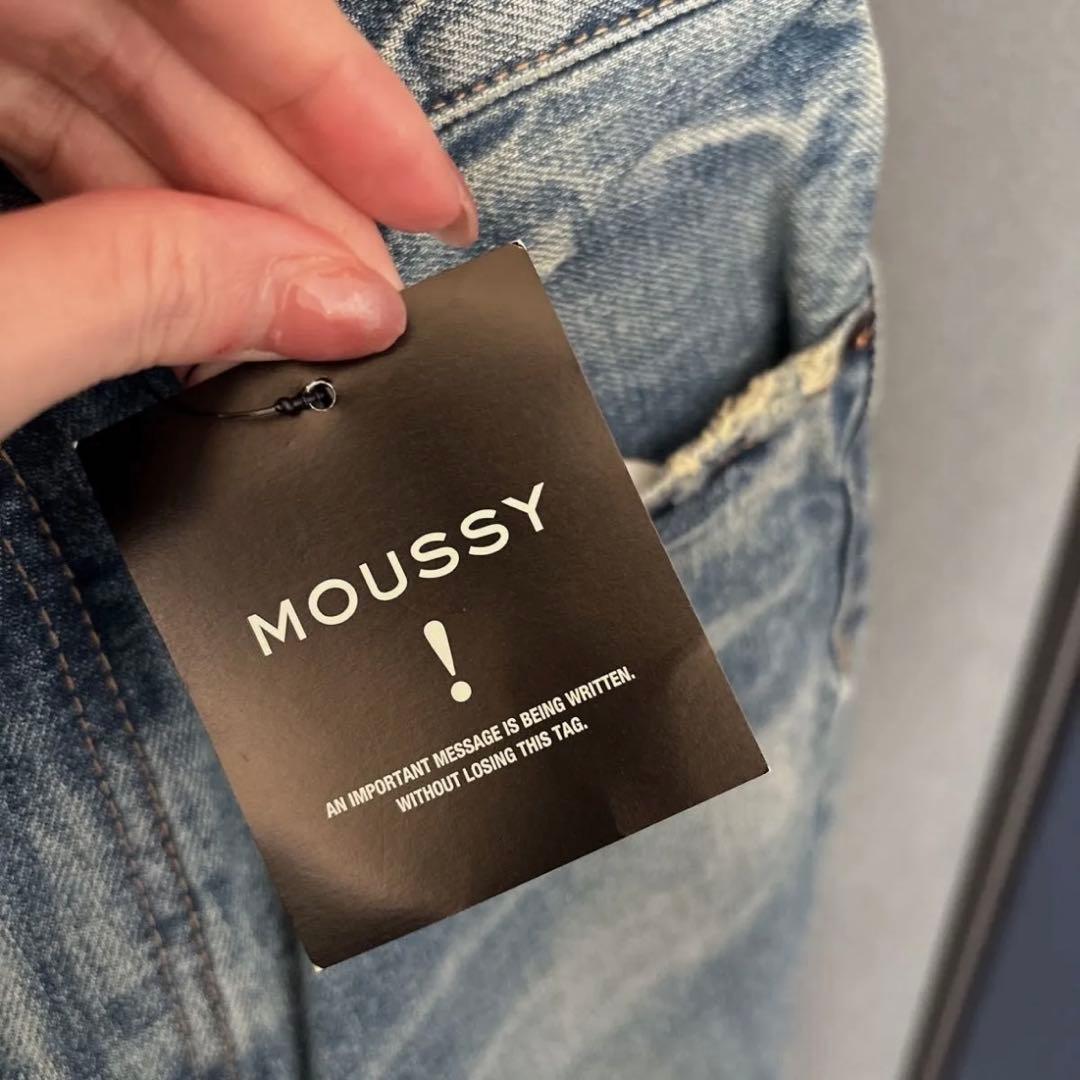 MOUSSY
!
AN IMPORTANT MESSAGE IS BEING WRITTEN.
WITHOUT LOSING THIS TAG.